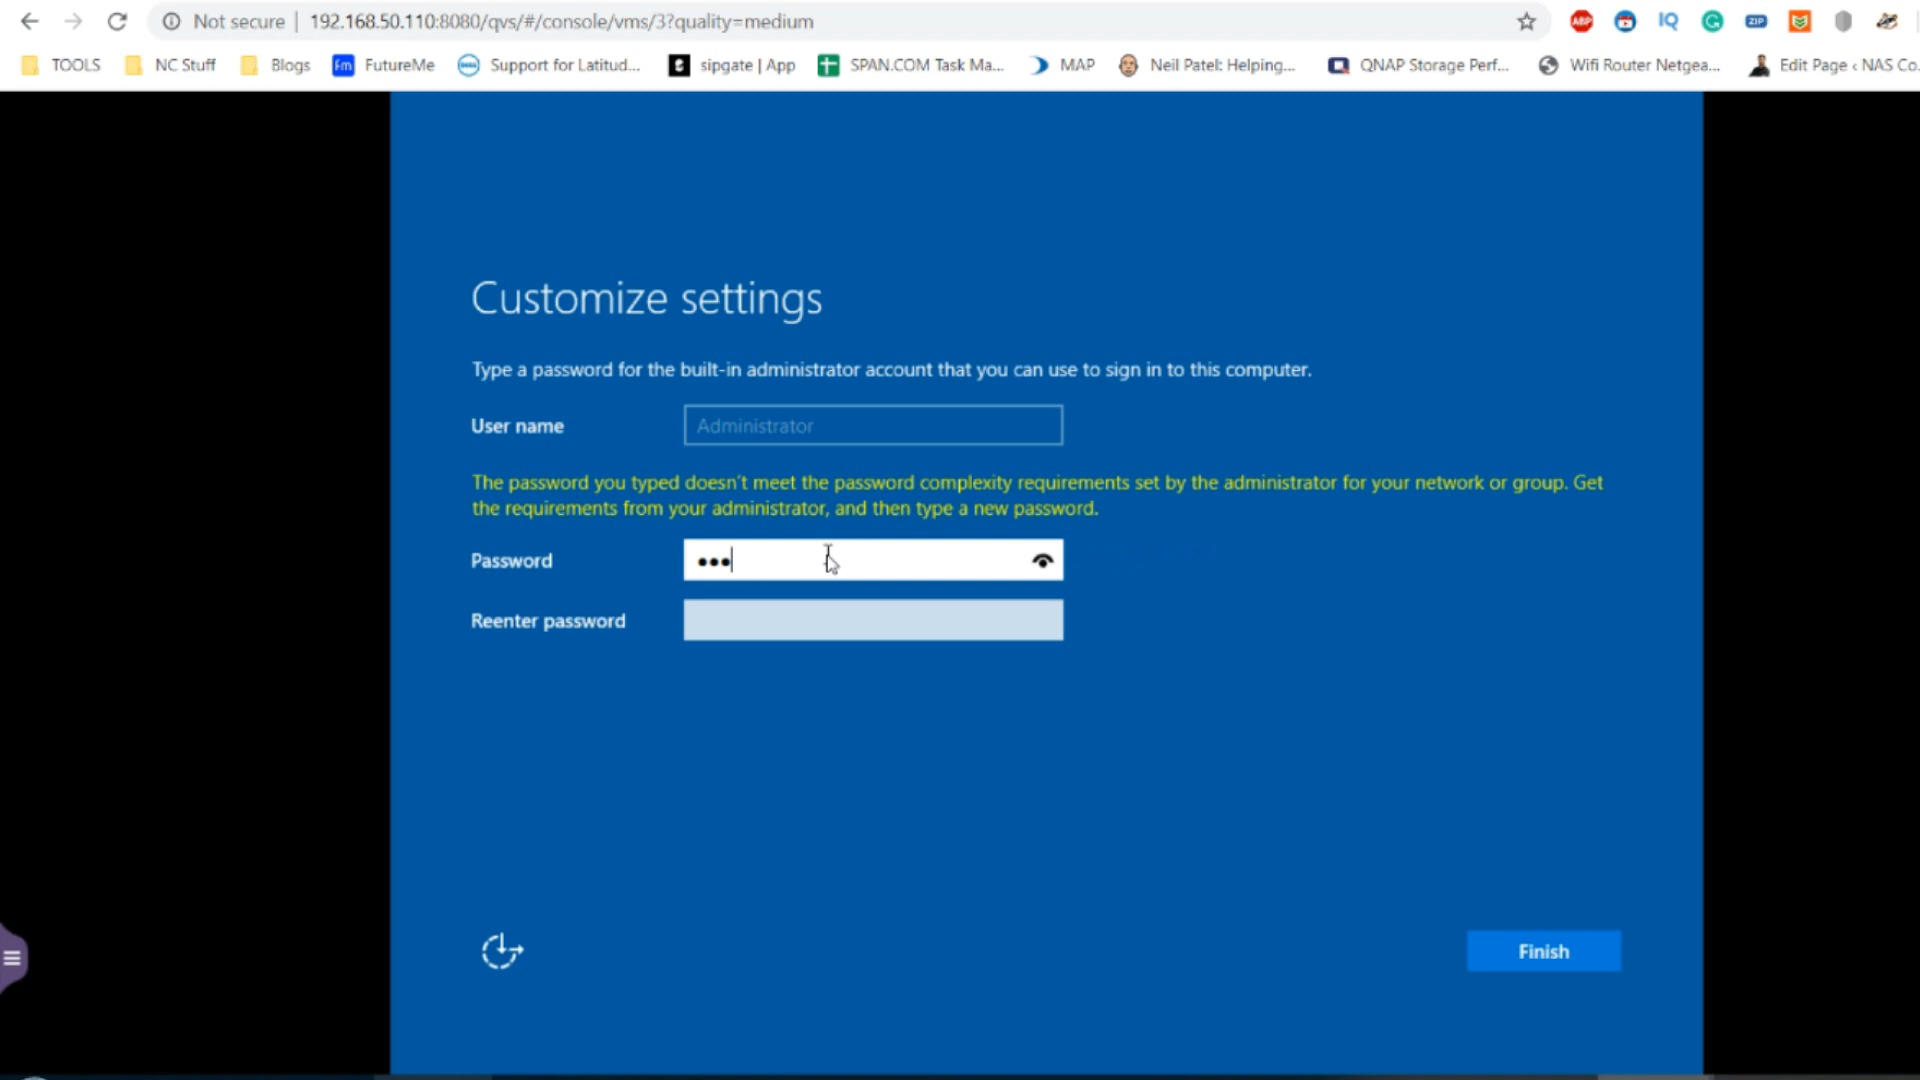 Not secure | 192.168.50.110:8080/qvs/#/console/vms/3?quality=medium
ABP IQ G ZIP
TOOLS NC Stuff Blogs Fm FutureMe DELL Support for Latitud... sipgate | App SPAN.COM Task Ma... MAP Neil Patel: Helping... QNAP Storage Perf... Wifi Router Netgea... Edit Page ‹ NAS Co.
Customize settings
Type a password for the built-in administrator account that you can use to sign in to this computer.
User name
Administrator
The password you typed doesn't meet the password complexity requirements set by the administrator for your network or group. Get
the requirements from your administrator, and then type a new password.
Password
Reenter password
Finish